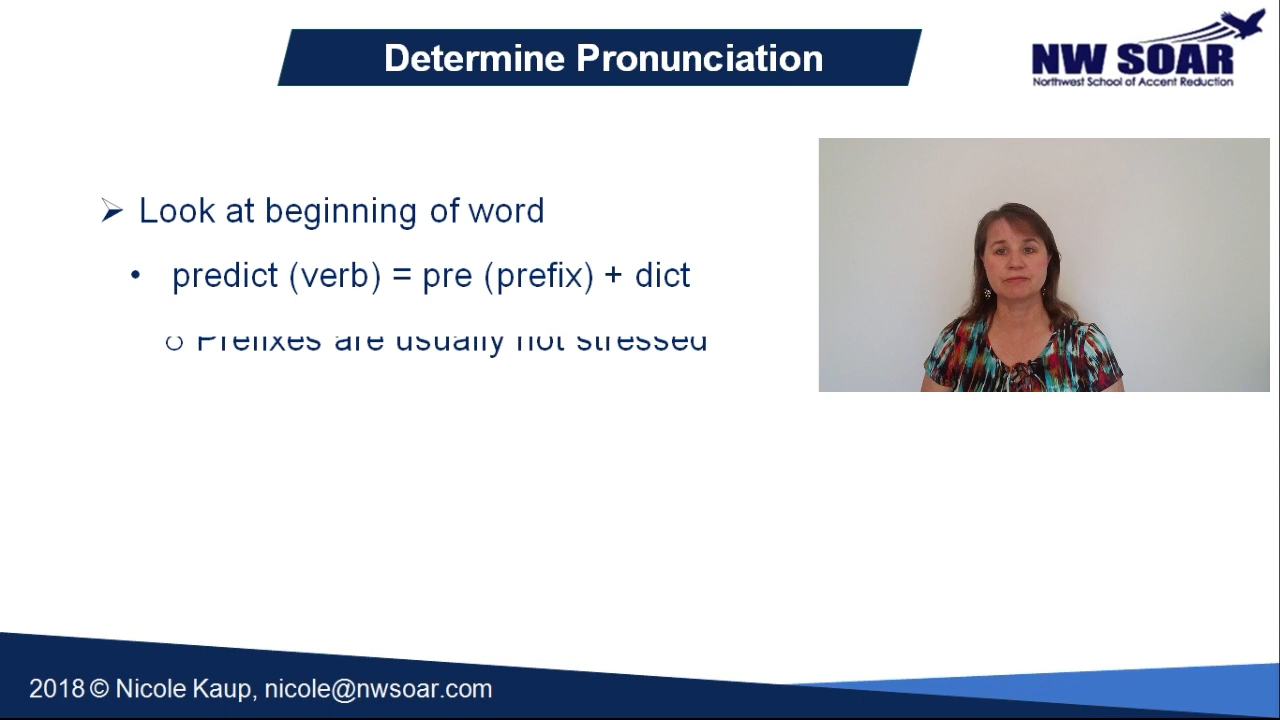 Determine Pronunciation
NW SOAR
Northwest School of Accent Reduction
➢ Look at beginning of word
• predict (verb) = pre (prefix) + dict
○ Prefixes are usually not stressed
2018 © Nicole Kaup, nicole@nwsoar.com